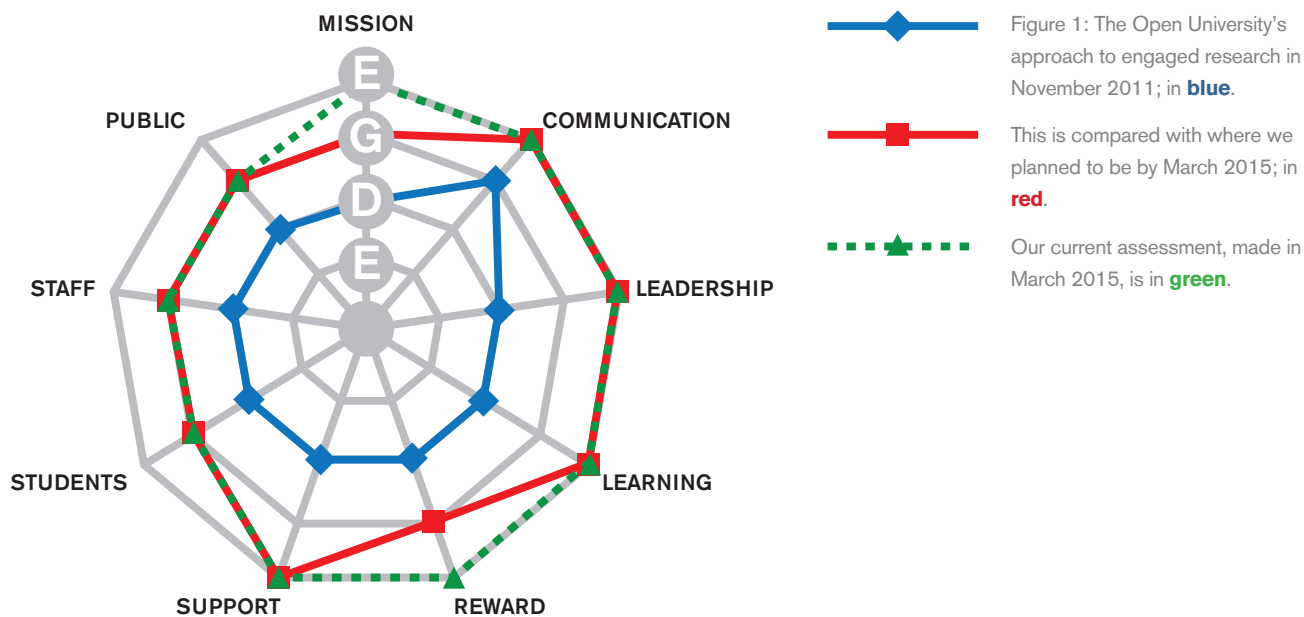 MISSION
E
G
D
E
PUBLIC
COMMUNICATION
STAFF
LEADERSHIP
STUDENTS
LEARNING
SUPPORT
REWARD
Figure 1: The Open University's
approach to engaged research in
November 2011; in blue.
This is compared with where we
planned to be by March 2015; in
red.
Our current assessment, made in
March 2015, is in green.